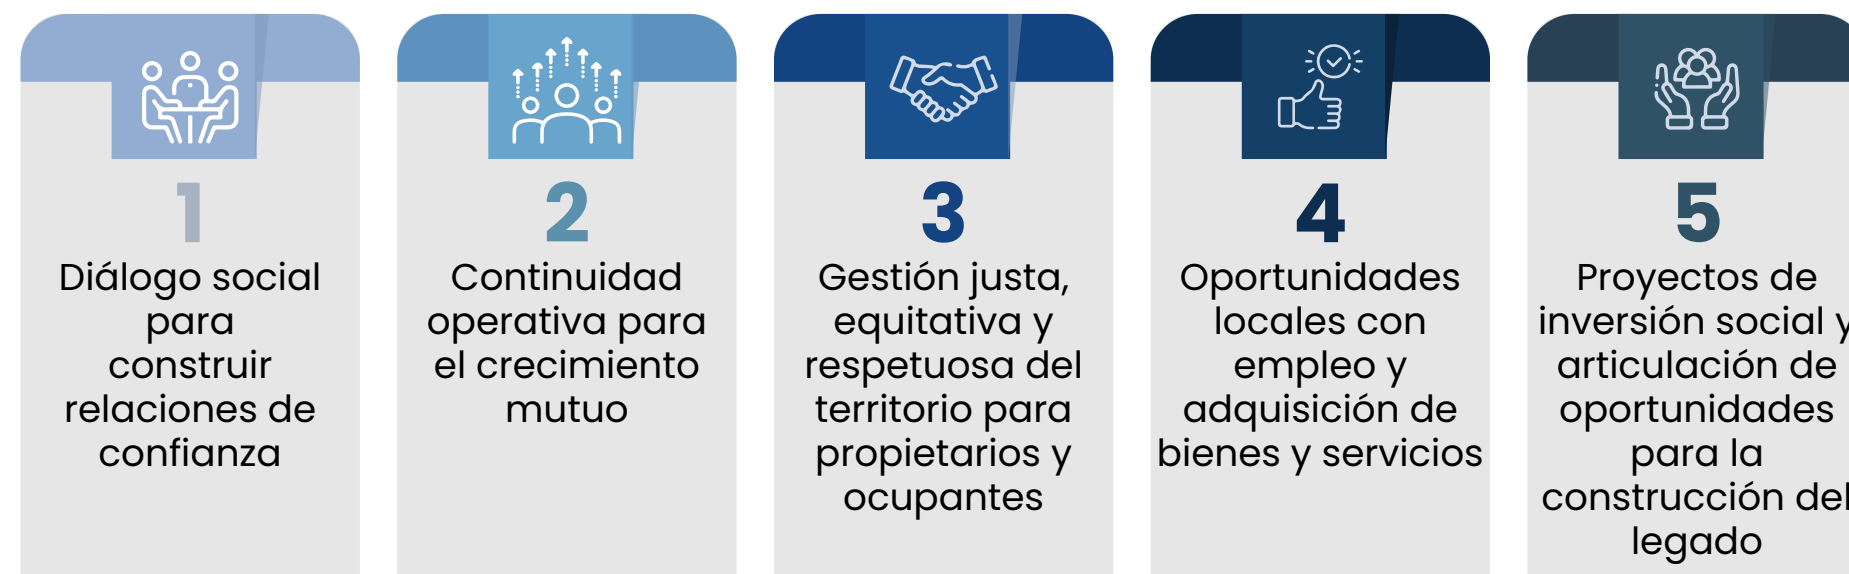 1
Diálogo social
para
construir
relaciones de
confianza
2
Continuidad
operativa para
el crecimiento
mutuo
3
Gestión justa,
equitativa y
respetuosa del
territorio para
propietarios y
ocupantes
4
Oportunidades
locales con
empleo y
adquisición de
bienes y servicios
5
Proyectos de
inversión social y
articulación de
oportunidades
para la
construcción del
legado